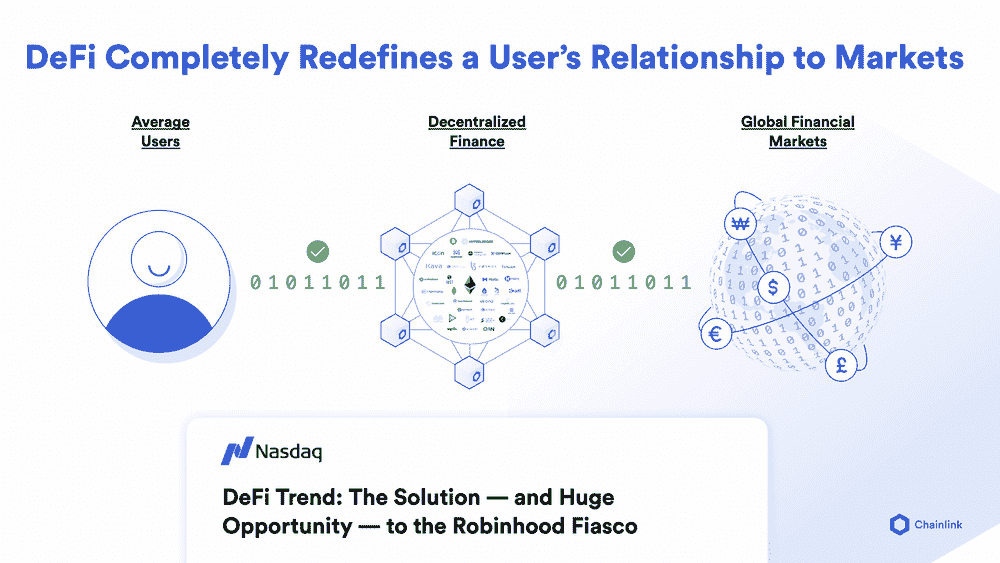 DeFi Completely Redefines a User’s Relationship to Markets
Average
Users
Decentralized
Finance
Global Financial
Markets
01011011
01011011
₩
¥
$
€
£
Kava
Nasdaq
DeFi Trend: The Solution — and Huge
Opportunity — to the Robinhood Fiasco
Chainlink